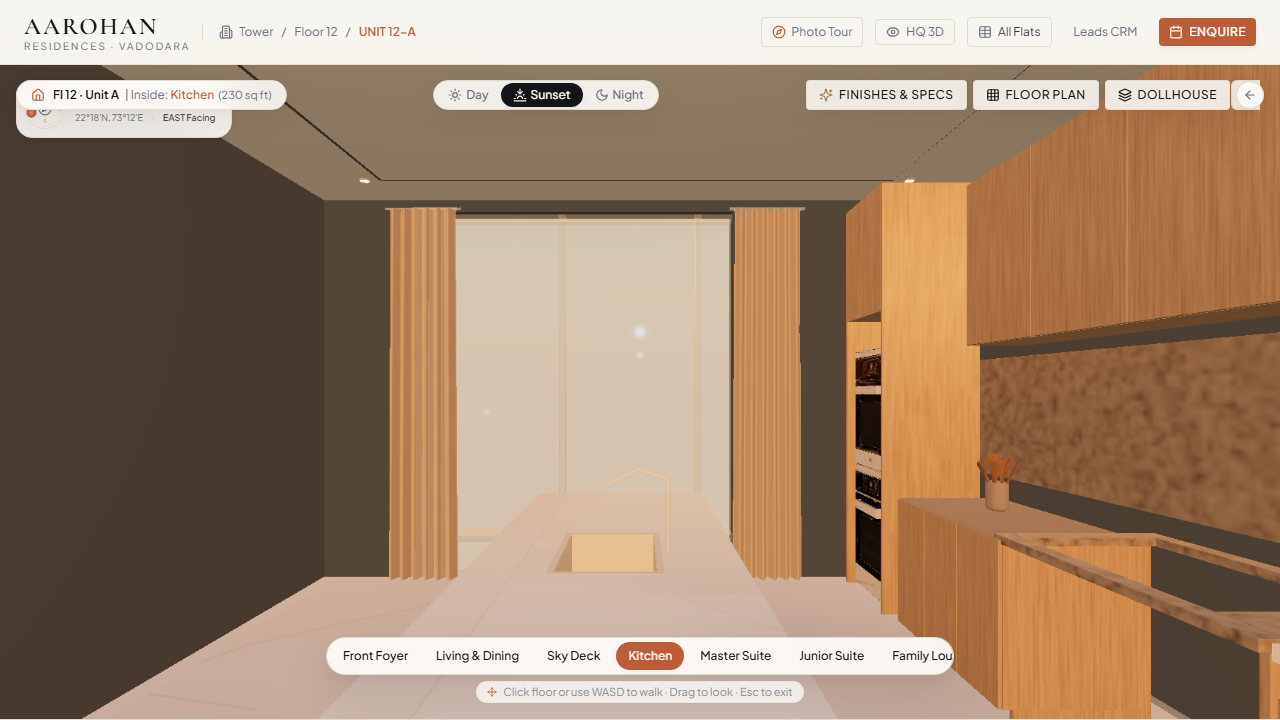 AAROHAN
RESIDENCES · VADODARA
Tower / Floor 12 / UNIT 12-A
Photo Tour
HQ 3D
All Flats
Leads CRM
ENQUIRE
Fl 12 · Unit A | Inside: Kitchen (230 sq ft)
22°18'N, 73°12'E
EAST Facing
Day
Sunset
Night
FINISHES & SPECS
FLOOR PLAN
DOLLHOUSE
Front Foyer
Living & Dining
Sky Deck
Kitchen
Master Suite
Junior Suite
Family Lou
Click floor or use WASD to walk · Drag to look · Esc to exit